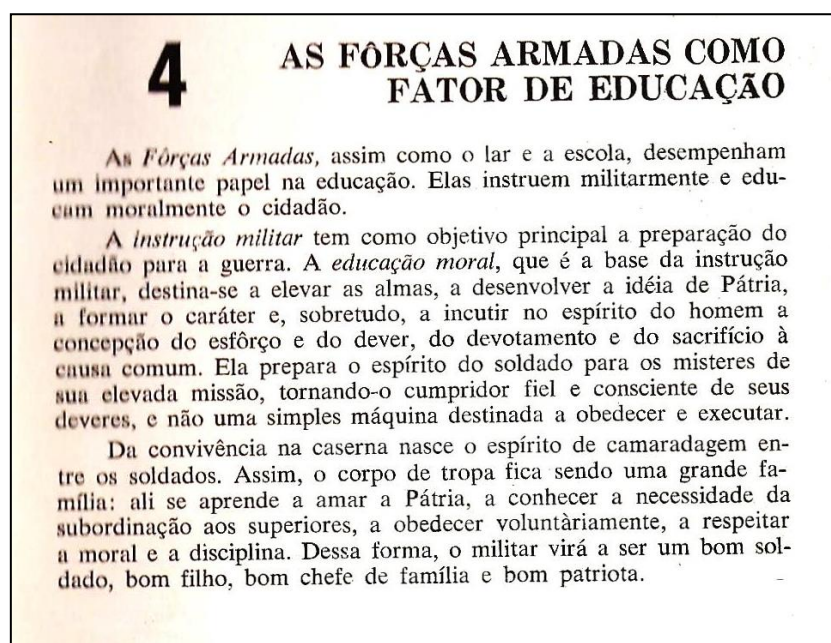 4
AS FÔRÇAS ARMADAS COMO
FATOR DE EDUCAÇÃO
As Fôrças Armadas, assim como o lar e a escola, desempenham
um importante papel na educação. Elas instruem militarmente e edu-
cam moralmente o cidadão.
A instrução militar tem como objetivo principal a preparação do
cidadão para a guerra. A educação moral, que é a base da instrução
militar, destina-se a elevar as almas, a desenvolver a idéia de Pátria,
a formar o caráter e, sobretudo, a incutir no espírito do homem a
concepção do esfôrço e do dever, do devotamento e do sacrifício à
causa comum. Ela prepara o espírito do soldado para os misteres de
sua elevada missão, tornando-o cumpridor fiel e consciente de seus
deveres, e não uma simples máquina destinada a obedecer e executar.
Da convivência na caserna nasce o espírito de camaradagem en-
tre os soldados. Assim, o corpo de tropa fica sendo uma grande fa-
mília: ali se aprende a amar a Pátria, a conhecer a necessidade da
subordinação aos superiores, a obedecer voluntàriamente, a respeitar
a moral e a disciplina. Dessa forma, o militar virá a ser um bom sol-
dado, bom filho, bom chefe de família e bom patriota.